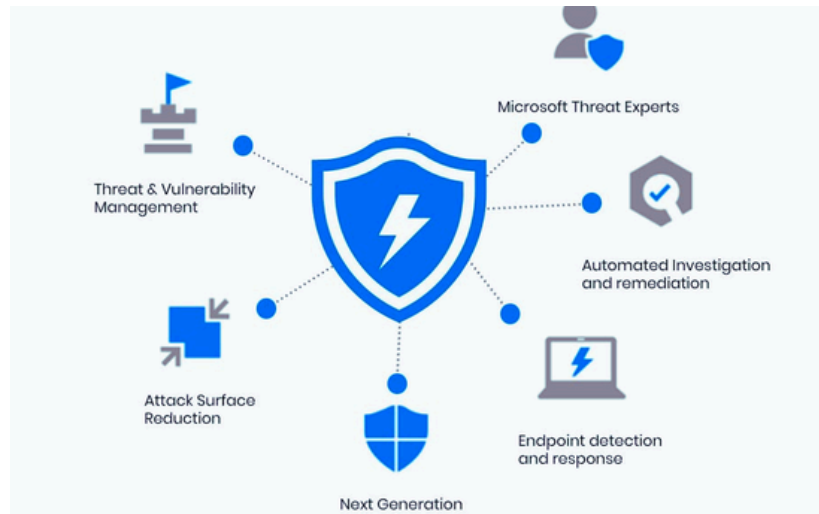 Microsoft Threat Experts
Threat & Vulnerability
Management
Automated Investigation
and remediation
Attack Surface
Reduction
Endpoint detection
and response
Next Generation